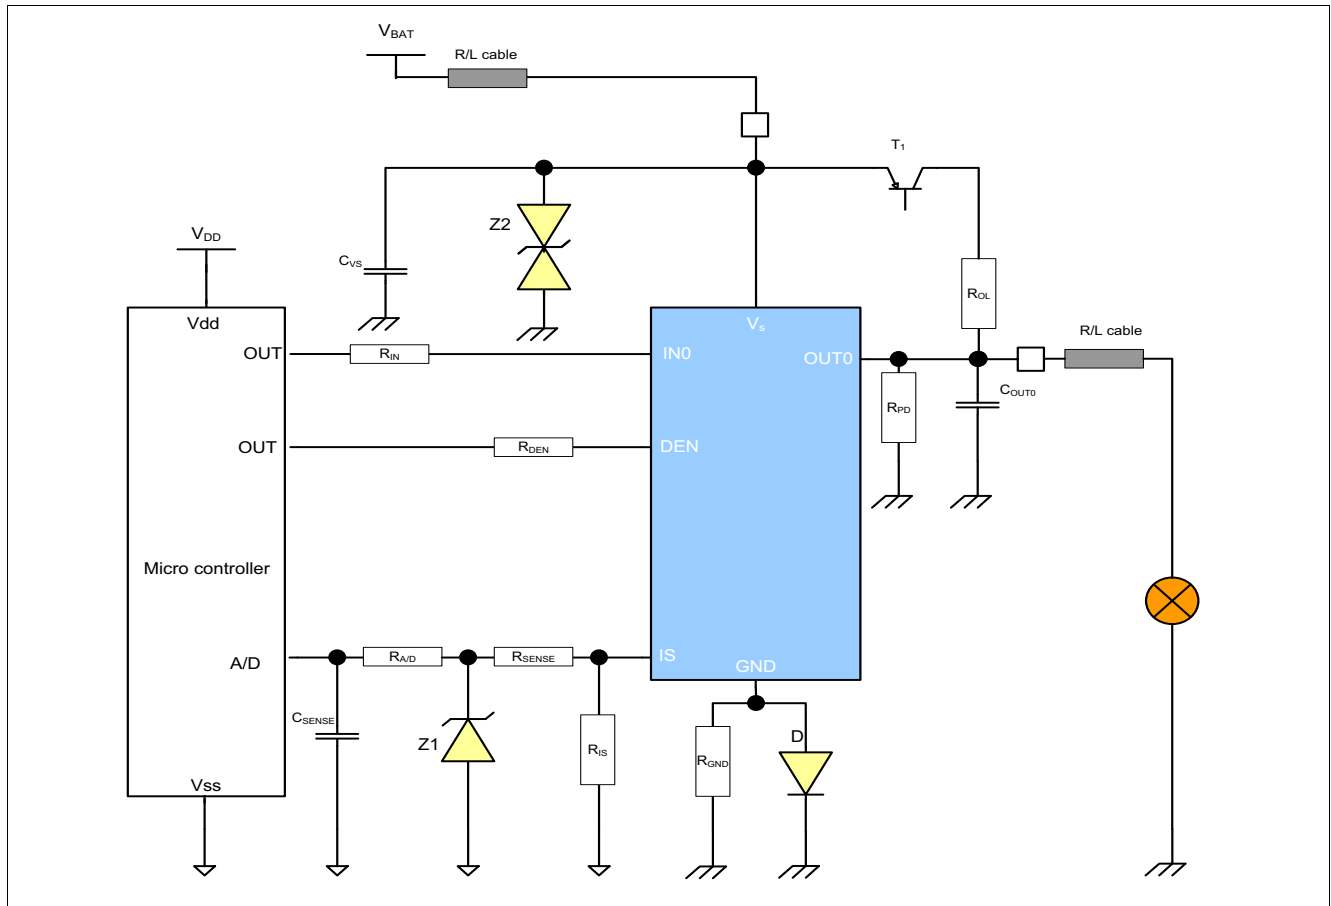 VBAT
R/L cable
T1
Z2
VDD
CVS
ROL
Vdd
Vs
R/L cable
OUT
RIN
IN0
OUT0
COUT0
RPD
OUT
RDEN
DEN
Micro controller
A/D
RA/D
RSENSE
IS
GND
CSENSE
Z1
RIS
RGND
D
Vss